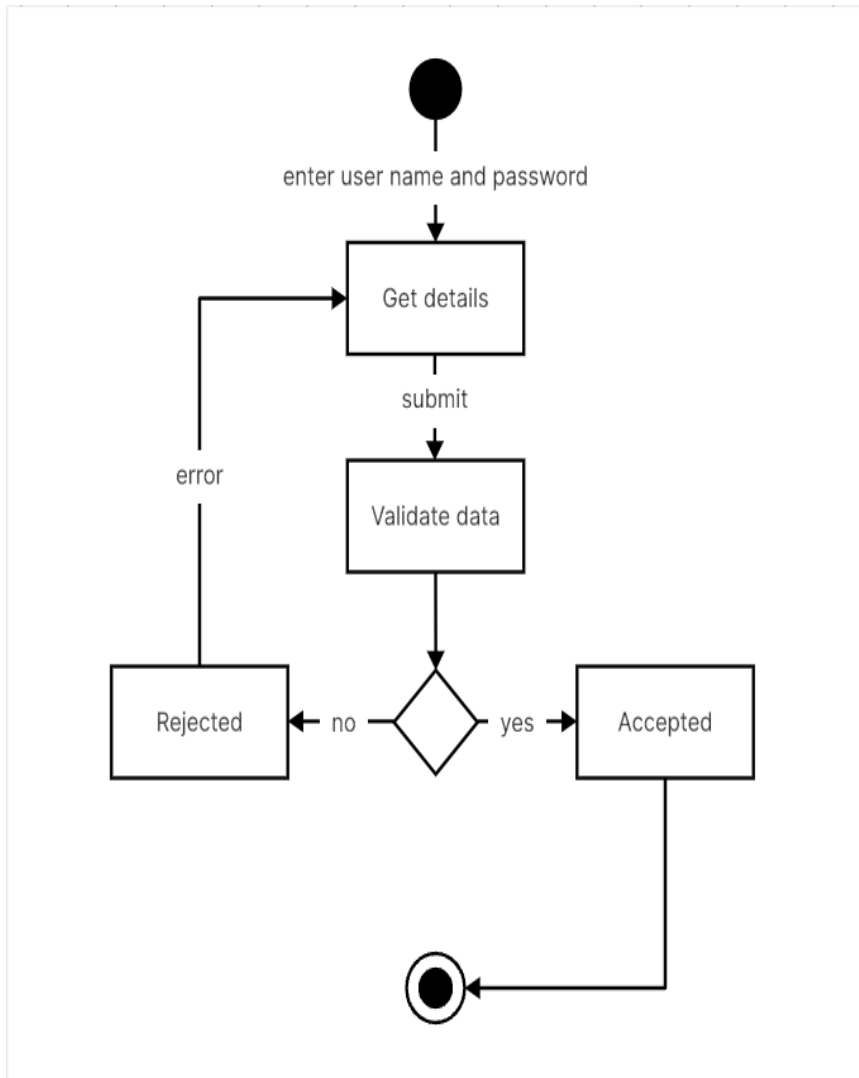 enter user name and password
Get details
submit
error
Validate data
Rejected
no
yes
Accepted